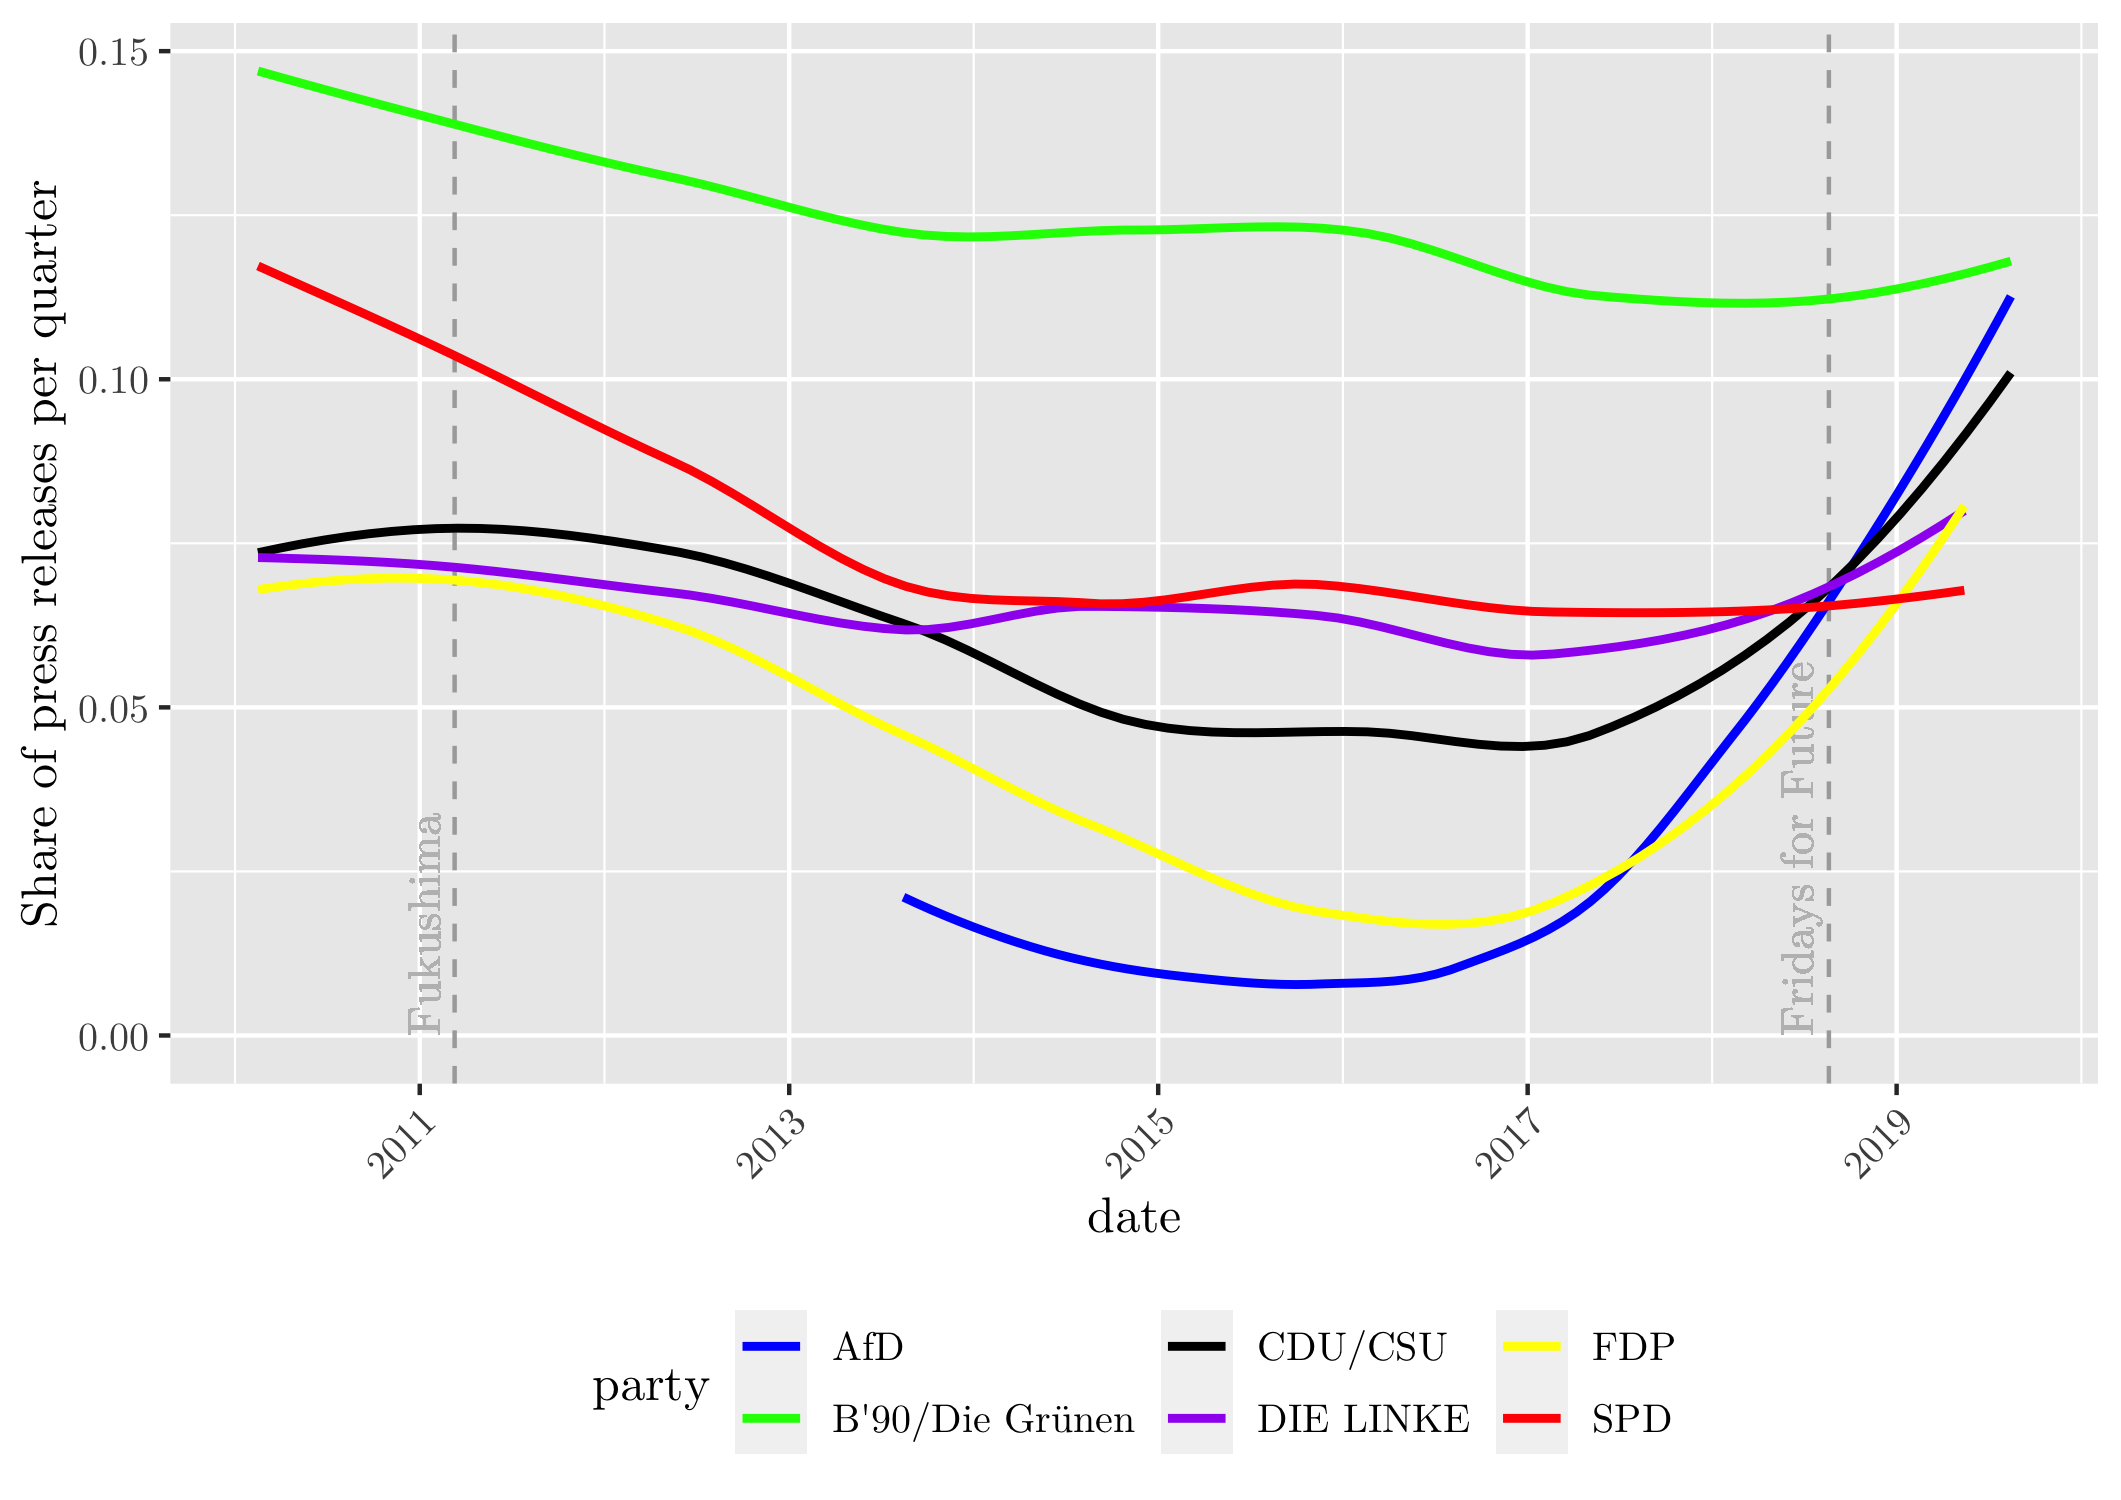 Share of press releases per quarter
0.15
0.10
0.05
0.00
Fukushima
Fridays for Future
2011
2013
2015
2017
2019
date
party
AfD
B'90/Die Grünen
CDU/CSU
DIE LINKE
FDP
SPD